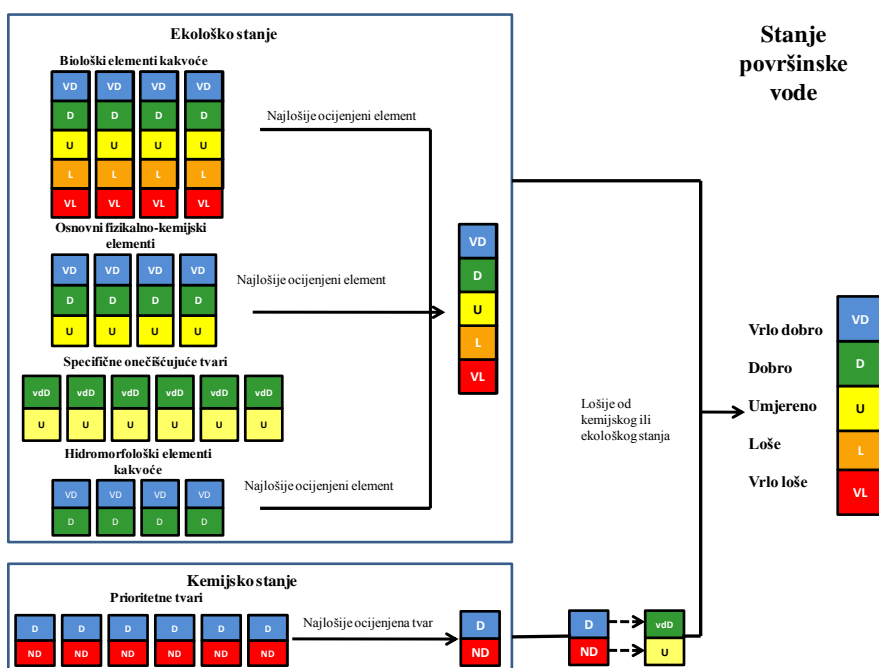 Ekološko stanje
Biološki elementi kakvoće
VD VD VD VD
D D D D
U U U U
L L L L
VL VL VL VL
Najlošije ocijenjeni element
Osnovni fizikalno-kemijski
elementi
VD VD VD VD
D D D D
U U U U
Najlošije ocijenjeni element
Specifične onečišćujuće tvari
vdD vdD vdD vdD vdD vdD
U U U U U U
Hidromorfološki elementi
kakvoće
VD VD VD VD
D D D D
Najlošije ocijenjeni element
VD
D
U
L
VL
Kemijsko stanje
Prioritetne tvari
D D D D D D
ND ND ND ND ND ND
Najlošije ocijenjena tvar
D
ND
D vdD
ND U
Lošije od
kemijskog ili
ekološkog stanja
Stanje
površinske
vode
Vrlo dobro VD
Dobro D
Umjereno U
Loše L
Vrlo loše VL